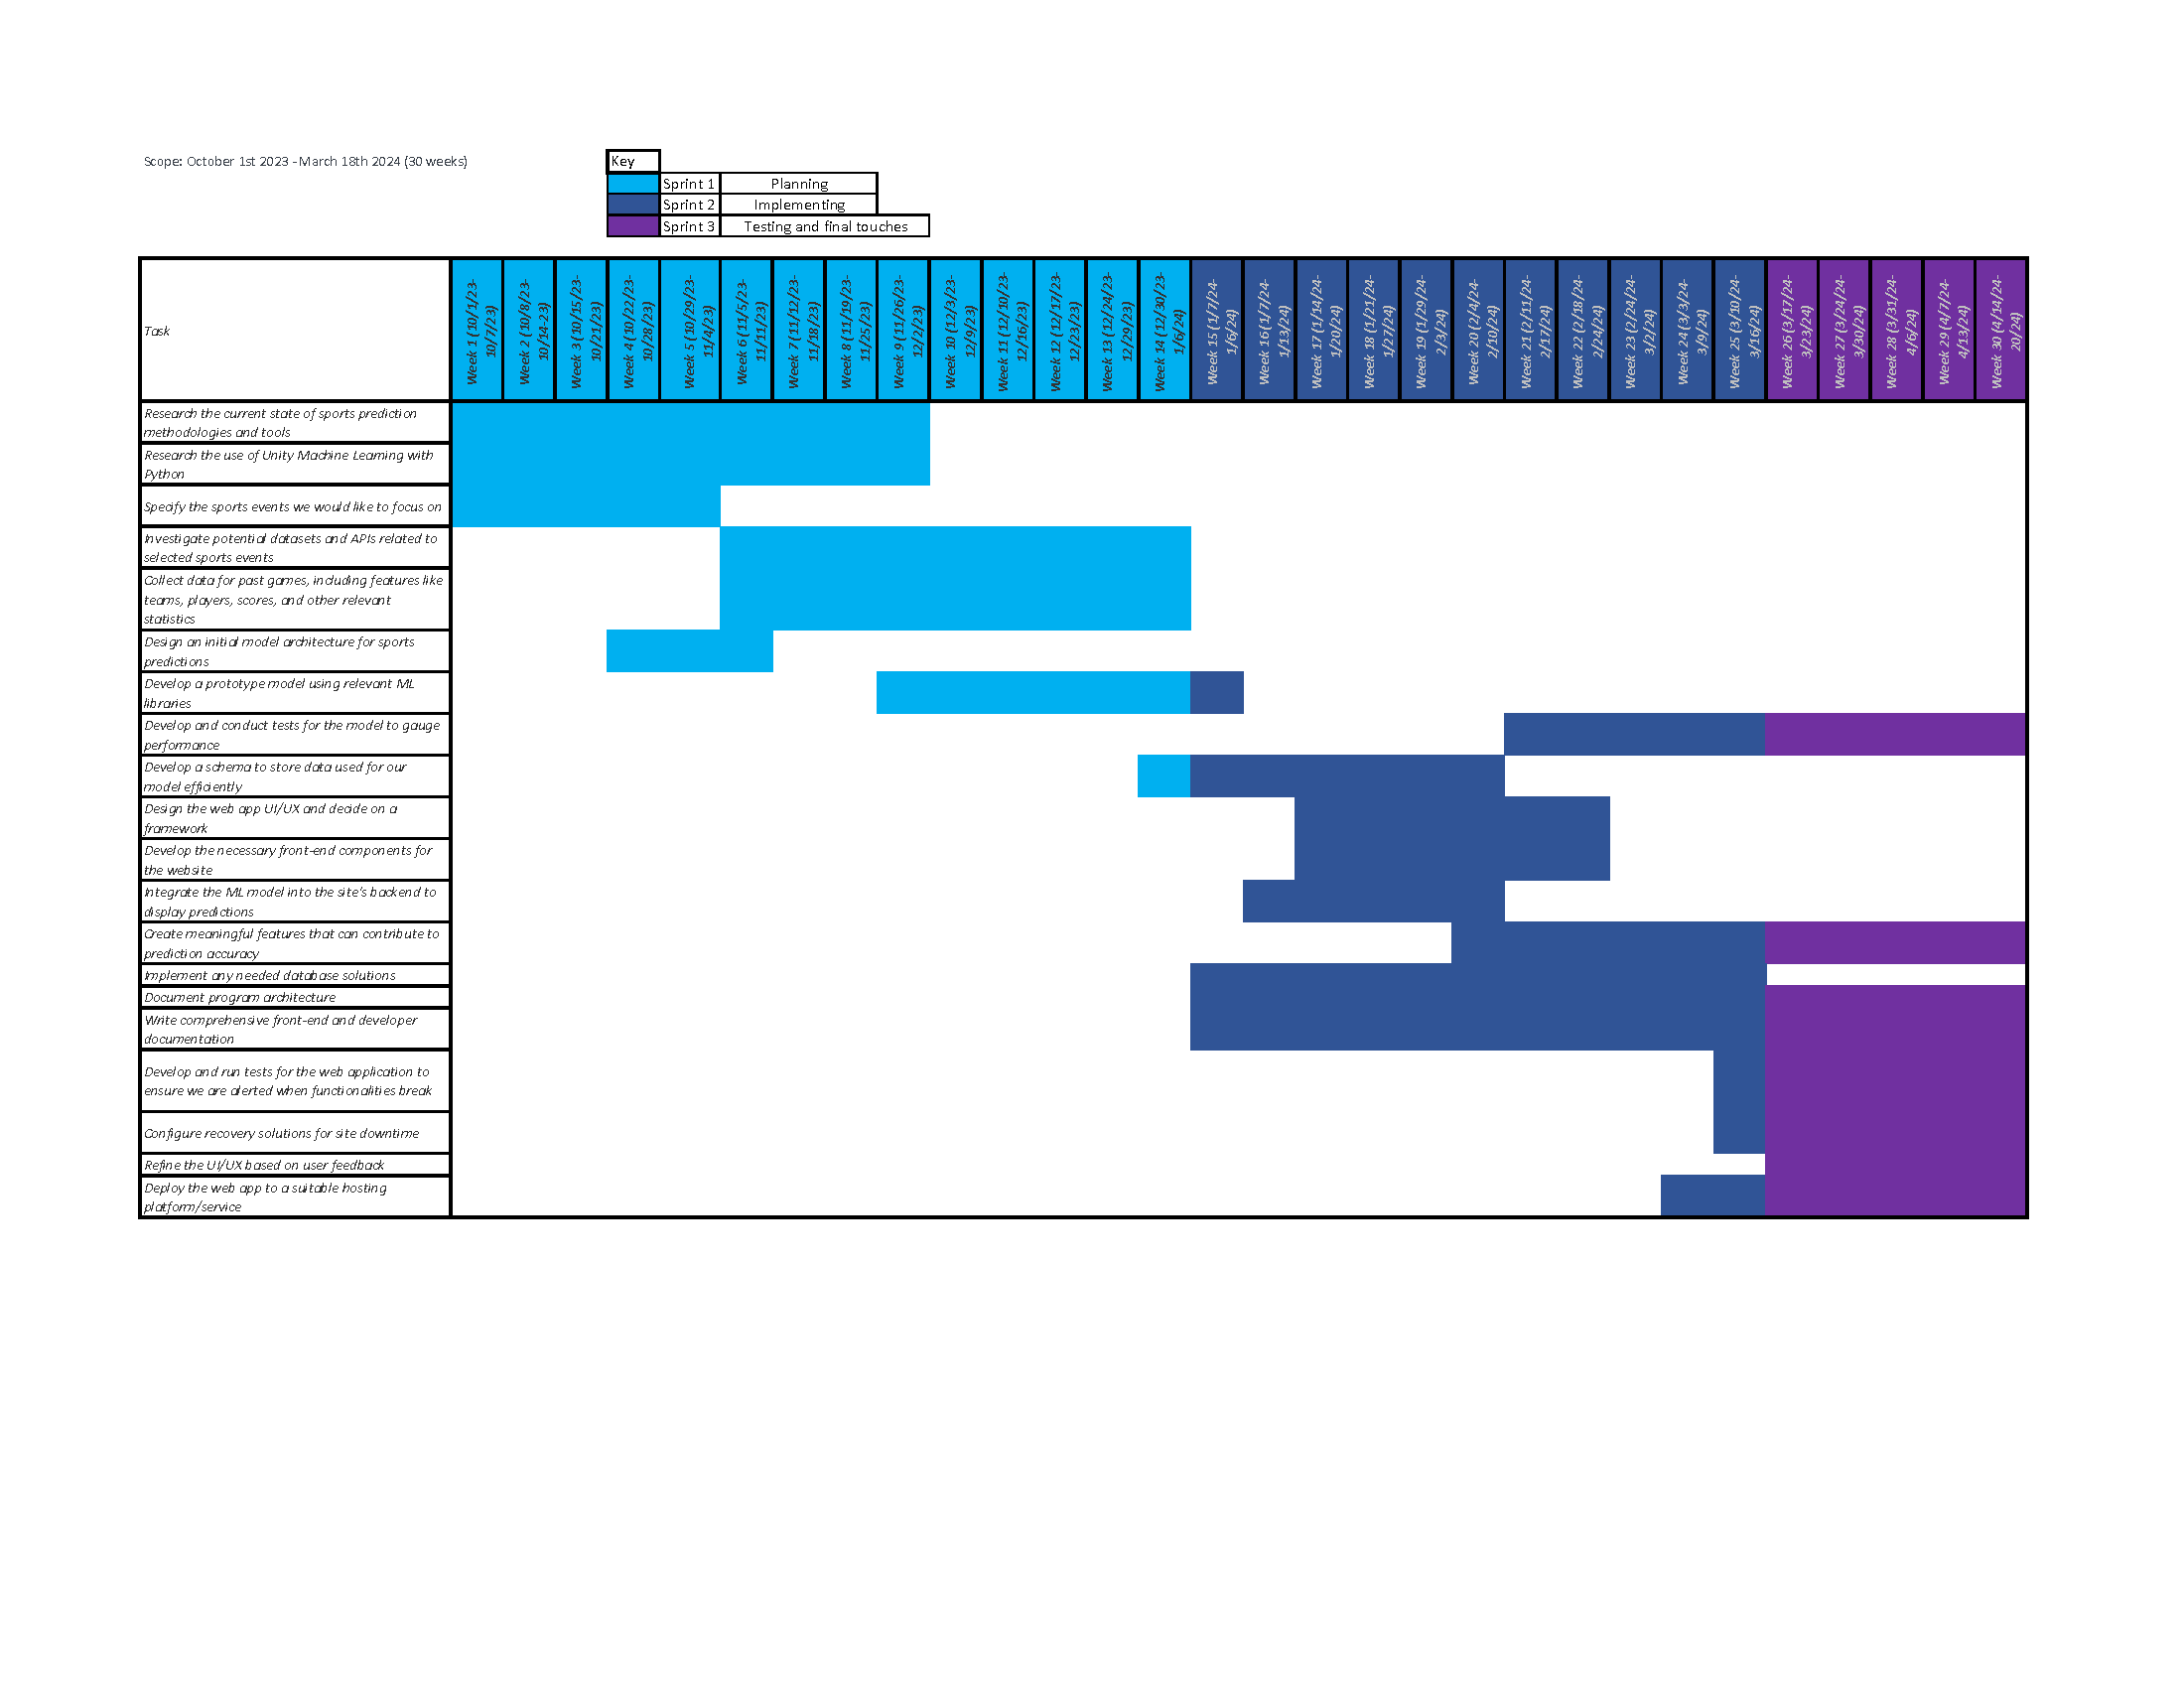 Scope: October 1st 2023 - March 18th 2024 (30 weeks)
Key
Sprint 1 Planning
Sprint 2 Implementing
Sprint 3 Testing and final touches
Task
Week 1 (10/1/23-
10/7/23)
Week 2 (10/8/23-
10/14-23)
Week 3 (10/15/23-
10/21/23)
Week 4 (10/22/23-
10/28/23)
Week 5 (10/29/23-
11/4/23)
Week 6 (11/5/23-
11/11/23)
Week 7 (11/12/23-
11/18/23)
Week 8 (11/19/23-
11/25/23)
Week 9 (11/26/23-
12/2/23)
Week 10 (12/3/23-
12/9/23)
Week 11 (12/10/23-
12/16/23)
Week 12 (12/17/23-
12/23/23)
Week 13 (12/24/23-
12/29/23)
Week 14 (12/30/23-
1/6/24)
Week 15 (1/7/24-
1/6/24)
Week 16 (1/7/24-
1/13/24)
Week 17 (1/14/24-
1/20/24)
Week 18 (1/21/24-
1/27/24)
Week 19 (1/29/24-
2/3/24)
Week 20 (2/4/24-
2/10/24)
Week 21 (2/11/24-
2/17/24)
Week 22 (2/18/24-
2/24/24)
Week 23 (2/24/24-
3/2/24)
Week 24 (3/3/24-
3/9/24)
Week 25 (3/10/24-
3/16/24)
Week 26 (3/17/24-
3/23/24)
Week 27 (3/24/24-
3/30/24)
Week 28 (3/31/24-
4/6/24)
Week 29 (4/7/24-
4/13/24)
Week 30 (4/14/24-
20/24)
Research the current state of sports prediction
methodologies and tools
Research the use of Unity Machine Learning with
Python
Specify the sports events we would like to focus on
Investigate potential datasets and APIs related to
selected sports events
Collect data for past games, including features like
teams, players, scores, and other relevant
statistics
Design an initial model architecture for sports
predictions
Develop a prototype model using relevant ML
libraries
Develop and conduct tests for the model to gauge
performance
Develop a schema to store data used for our
model efficiently
Design the web app UI/UX and decide on a
framework
Develop the necessary front-end components for
the website
Integrate the ML model into the site's backend to
display predictions
Create meaningful features that can contribute to
prediction accuracy
Implement any needed database solutions
Document program architecture
Write comprehensive front-end and developer
documentation
Develop and run tests for the web application to
ensure we are alerted when functionalities break
Configure recovery solutions for site downtime
Refine the UI/UX based on user feedback
Deploy the web app to a suitable hosting
platform/service